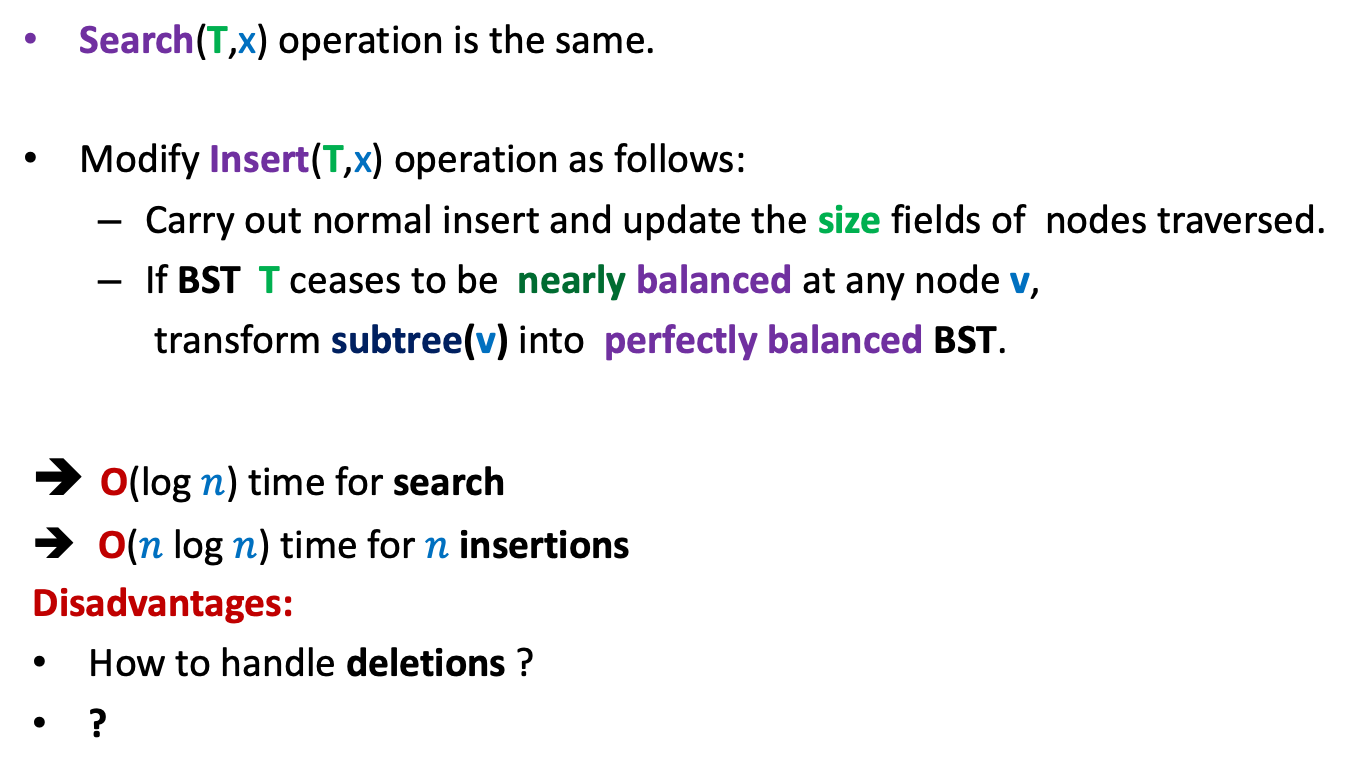 • Search(T,x) operation is the same.
• Modify Insert(T,x) operation as follows:
– Carry out normal insert and update the size fields of nodes traversed.
– If BST T ceases to be nearly balanced at any node v,
transform subtree(v) into perfectly balanced BST.
➔ O(log n) time for search
➔ O(n log n) time for n insertions
Disadvantages:
• How to handle deletions ?
• ?